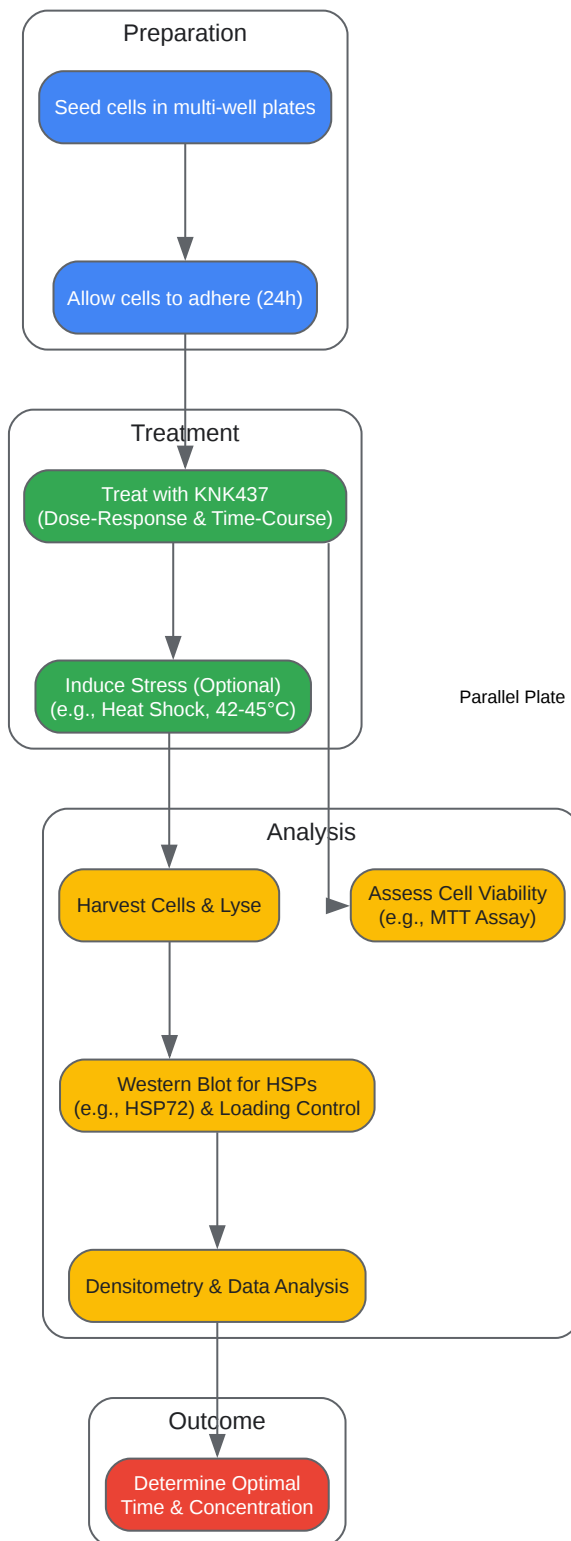 Preparation
Seed cells in multi-well plates
Allow cells to adhere (24h)
Treatment
Treat with KNK437
(Dose-Response & Time-Course)
Induce Stress (Optional)
(e.g., Heat Shock, 42-45°C)
Parallel Plate
Analysis
Harvest Cells & Lyse
Assess Cell Viability
(e.g., MTT Assay)
Western Blot for HSPs
(e.g., HSP72) & Loading Control
Densitometry & Data Analysis
Outcome
Determine Optimal
Time & Concentration